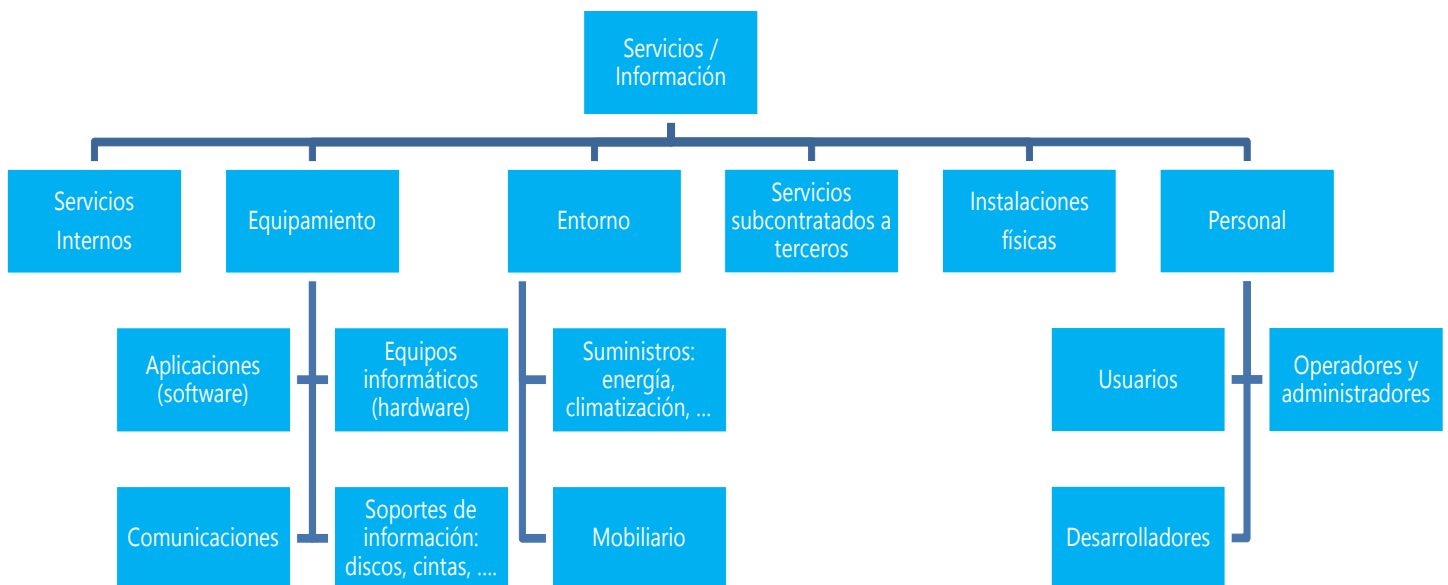 Servicios /
Información
Servicios
Internos
Equipamiento
Entorno
Servicios
subcontratados a
terceros
Instalaciones
físicas
Personal
Aplicaciones
(software)
Equipos
informáticos
(hardware)
Suministros:
energía,
climatización, ...
Usuarios
Operadores y
administradores
Comunicaciones
Soportes de
información:
discos, cintas, ....
Mobiliario
Desarrolladores